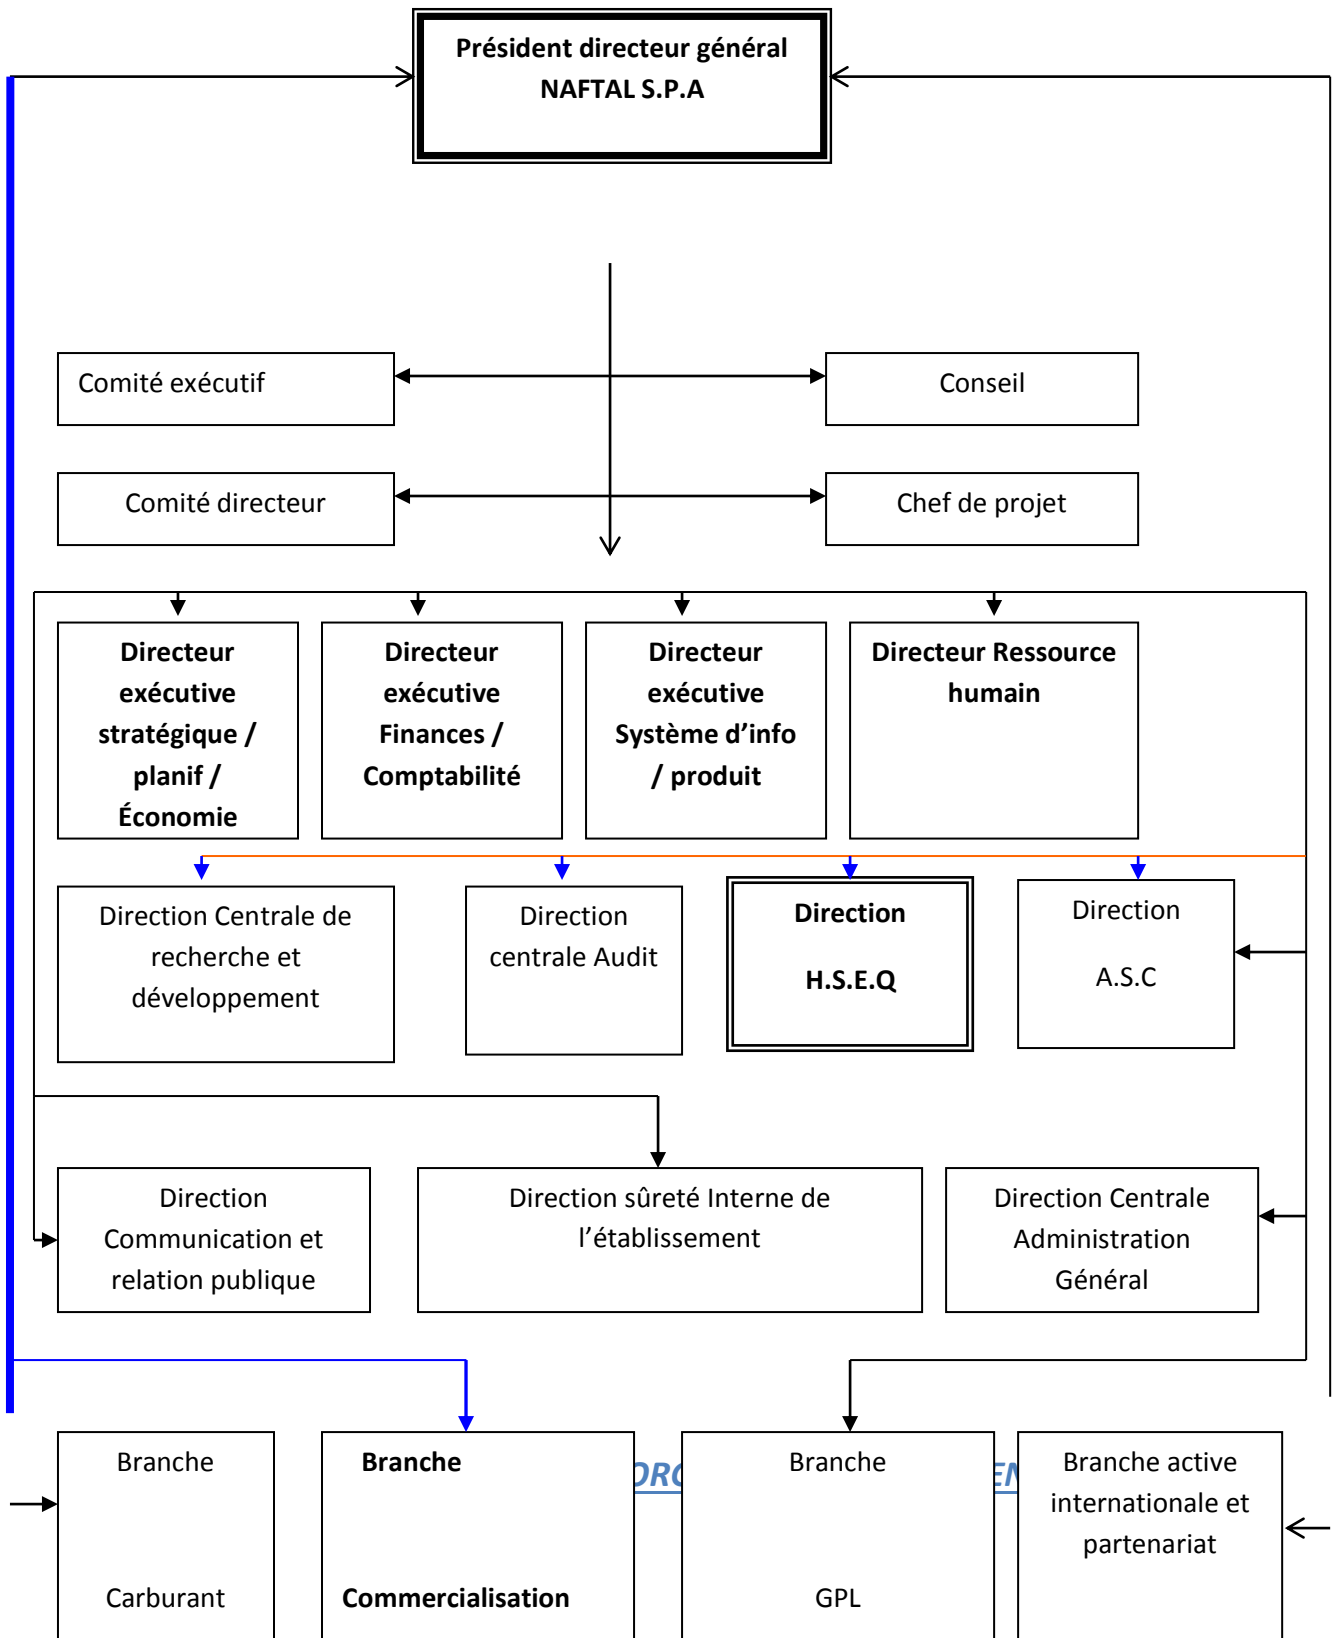 Président directeur général
NAFTAL S.P.A
Comité exécutif
Conseil
Comité directeur
Chef de projet
Directeur
exécutive
stratégique /
planif /
Économie
Directeur
exécutive
Finances /
Comptabilité
Directeur
exécutive
Système d’info
/ produit
Directeur Ressource
humain
Direction Centrale de
recherche et
développement
Direction
centrale Audit
Direction
H.S.E.Q
Direction
A.S.C
Direction
Communication et
relation publique
Direction sûreté Interne de
l’établissement
Direction Centrale
Administration
Général
Branche
Carburant
Branche
Commercialisation
Branche
GPL
Branche active
internationale et
partenariat